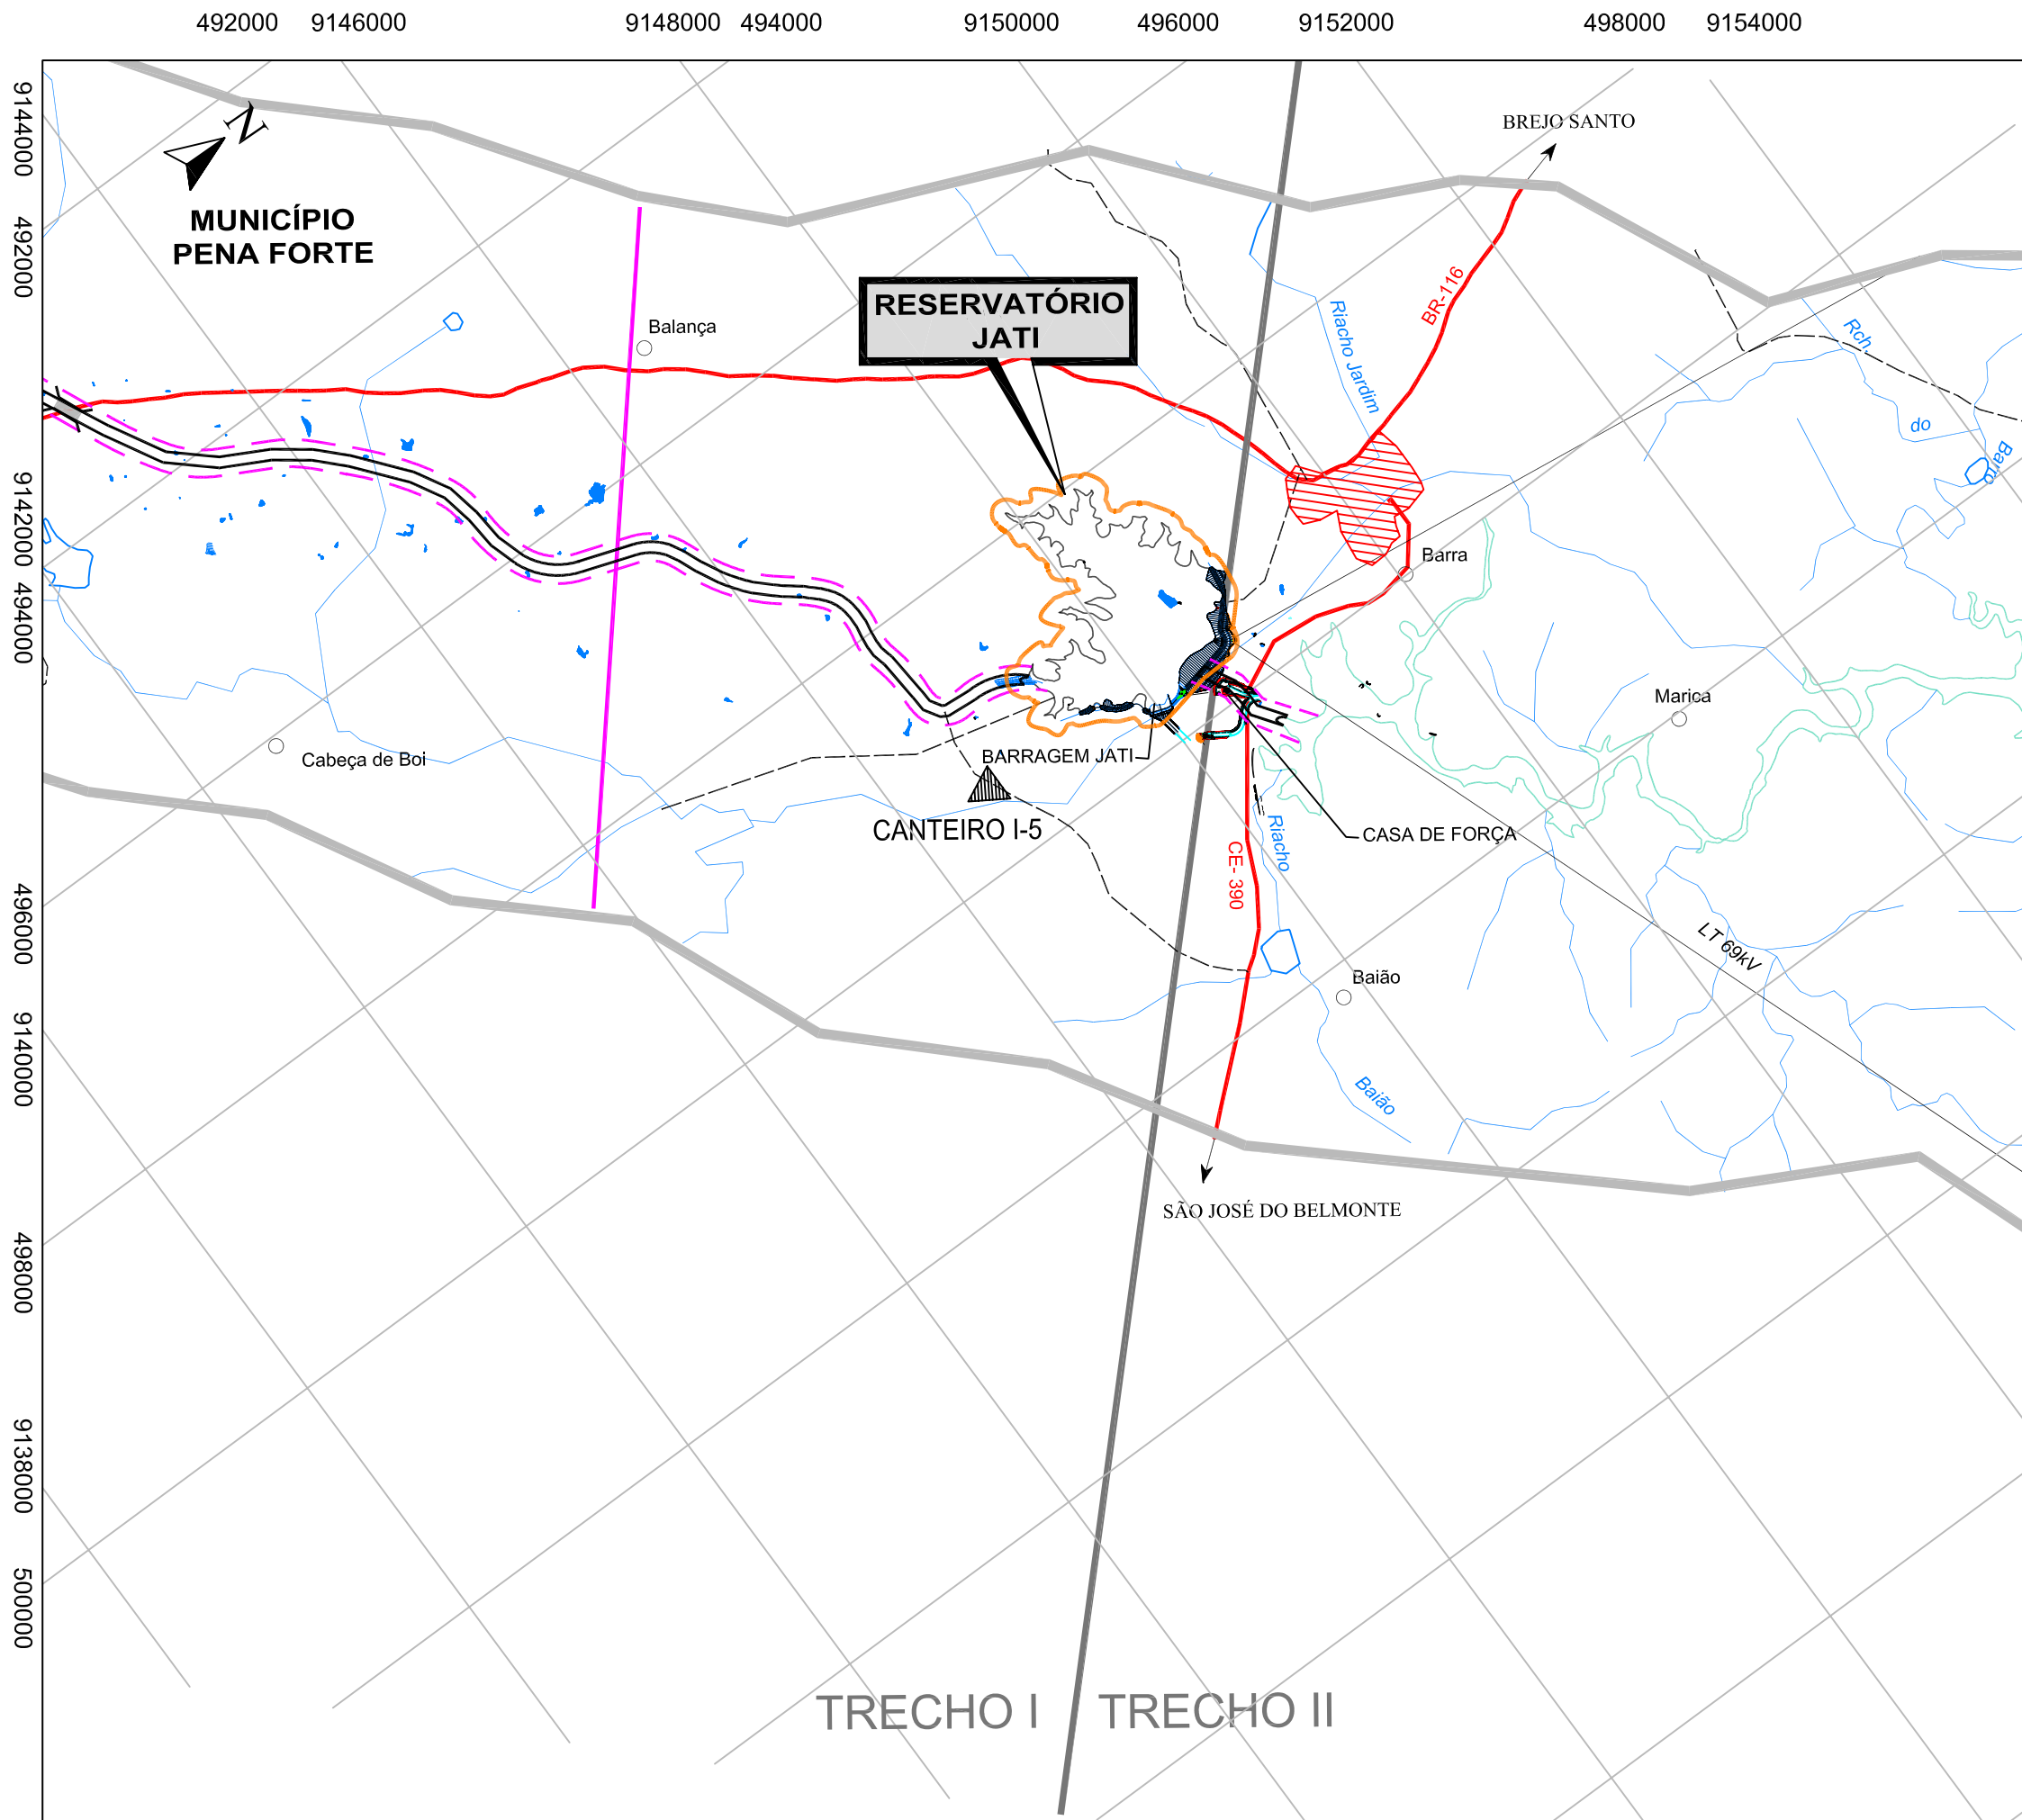 492000 9146000 9148000 494000 9150000 496000 9152000 498000 9154000
9144000
492000
9142000
494000
496000
9140000
498000
9138000
500000
N
MUNICÍPIO
PENA FORTE
BREJO SANTO
RESERVATÓRIO
JATI
Balança
BR-116
Riacho Jardim
Rch.
do
Barro
Barra
Marica
Cabeça de Boi
BARRAGEM JATI
CANTEIRO I-5
CASA DE FORÇA
Riacho
CE- 390
LT 69kV
Baião
Baião
SÃO JOSÉ DO BELMONTE
TRECHO I
TRECHO II